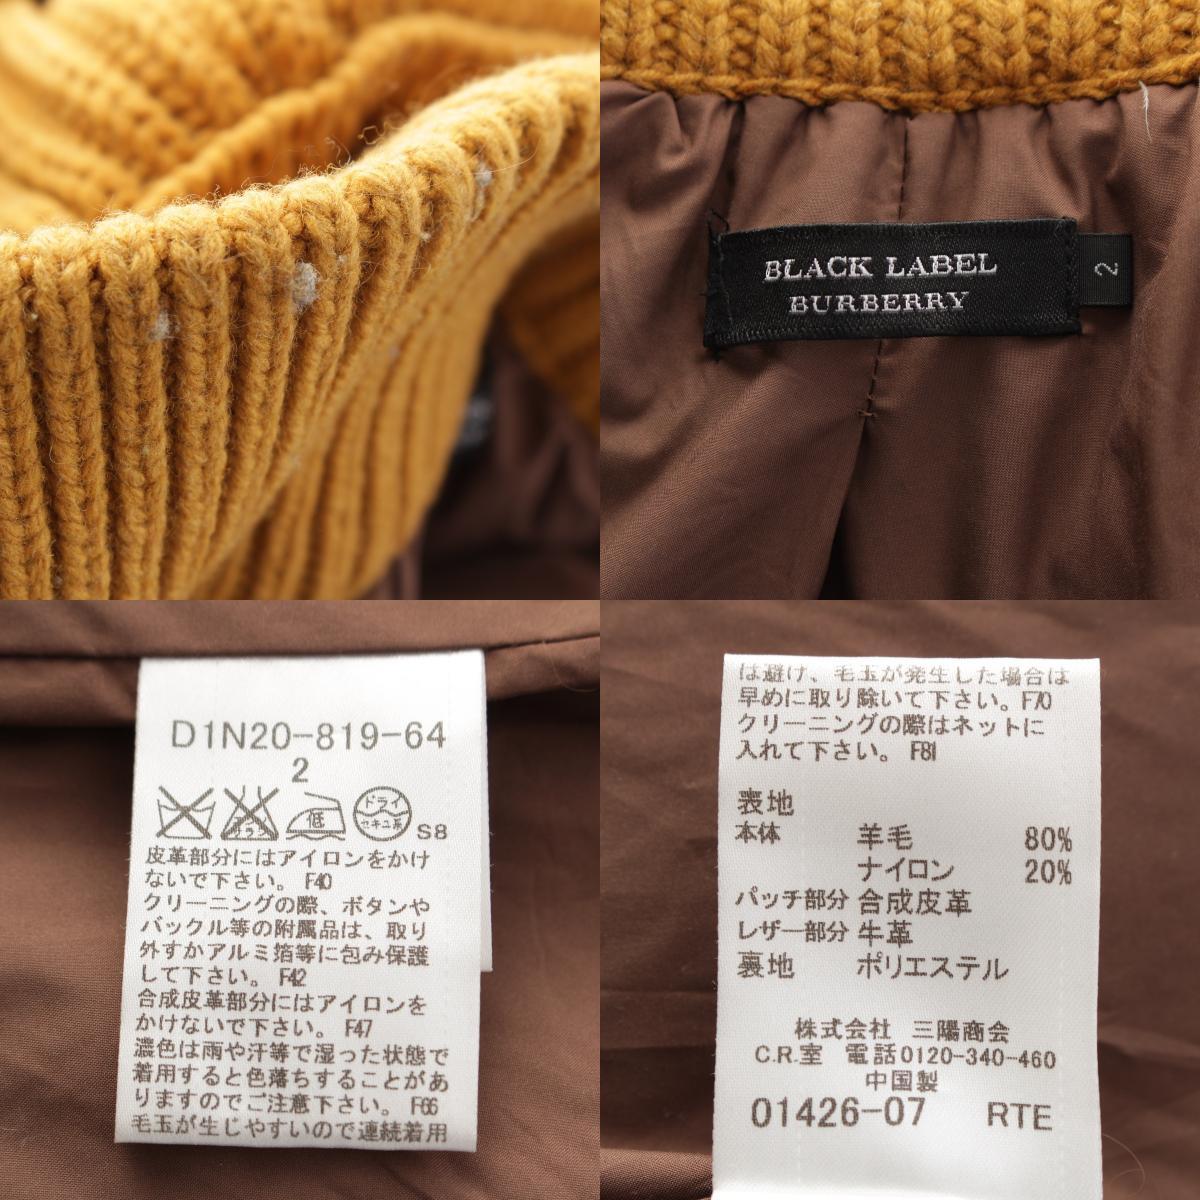 BLACK LABEL
BURBERRY
2
D1N20-819-64
2
低
ドライ
セキユ系
S8
皮革部分にはアイロンをかけ
ないで下さい。 F40
クリーニングの際、ボタンや
バックル等の附属品は、取り
外すかアルミ箔等に包み保護
して下さい。 F42
合成皮革部分にはアイロンを
かけないで下さい。 F47
濃色は雨や汗等で湿った状態で
着用すると色落ちすることがあ
りますのでご注意下さい。 F66
毛玉が生じやすいので連続着用
は避け、毛玉が発生した場合は
早めに取り除いて下さい。F70
クリーニングの際はネットに
入れて下さい。 F81
表地
本体 羊毛 80%
ナイロン 20%
パッチ部分 合成皮革
レザー部分 牛革
裏地 ポリエステル
株式会社 三陽商会
C.R.室 電話0120-340-460
中国製
01426-07 RTE